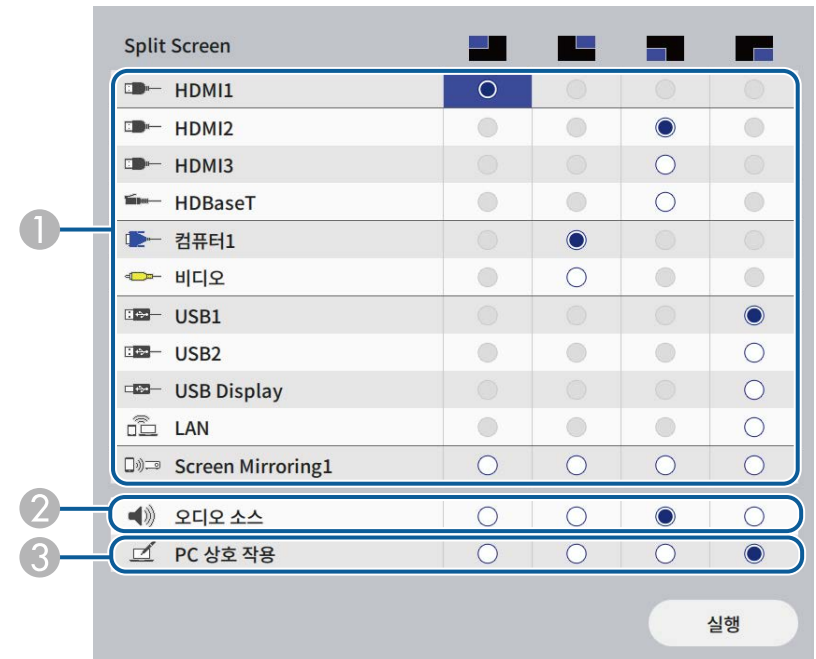 Split Screen
HDMI1
HDMI2
HDMI3
HDBaseT
1
컴퓨터1
비디오
USB1
USB2
USB Display
LAN
Screen Mirroring1
2
오디오 소스
3
PC 상호 작용
실행